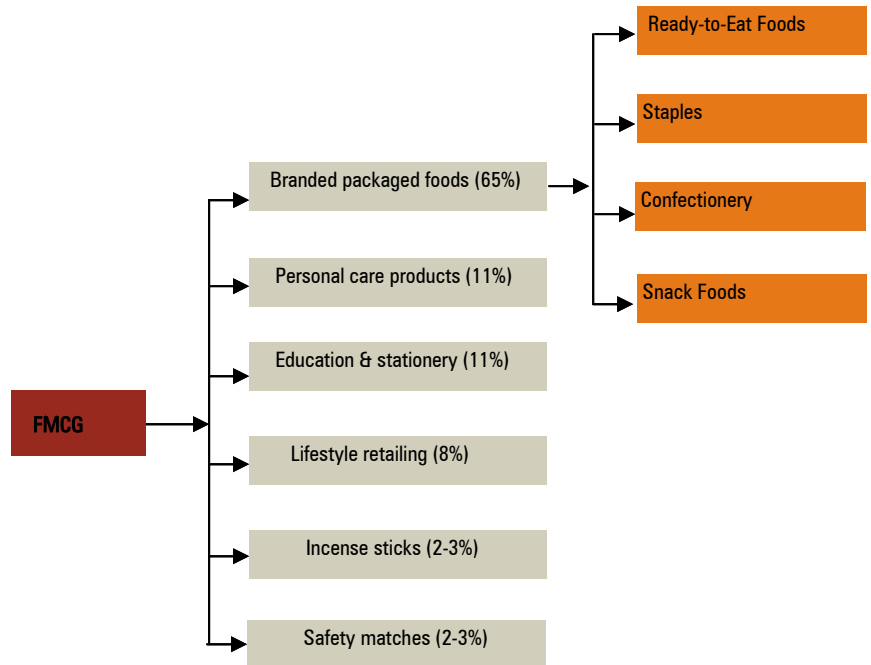 FMCG
Branded packaged foods (65%)
Personal care products (11%)
Education & stationery (11%)
Lifestyle retailing (8%)
Incense sticks (2-3%)
Safety matches (2-3%)
Ready-to-Eat Foods
Staples
Confectionery
Snack Foods